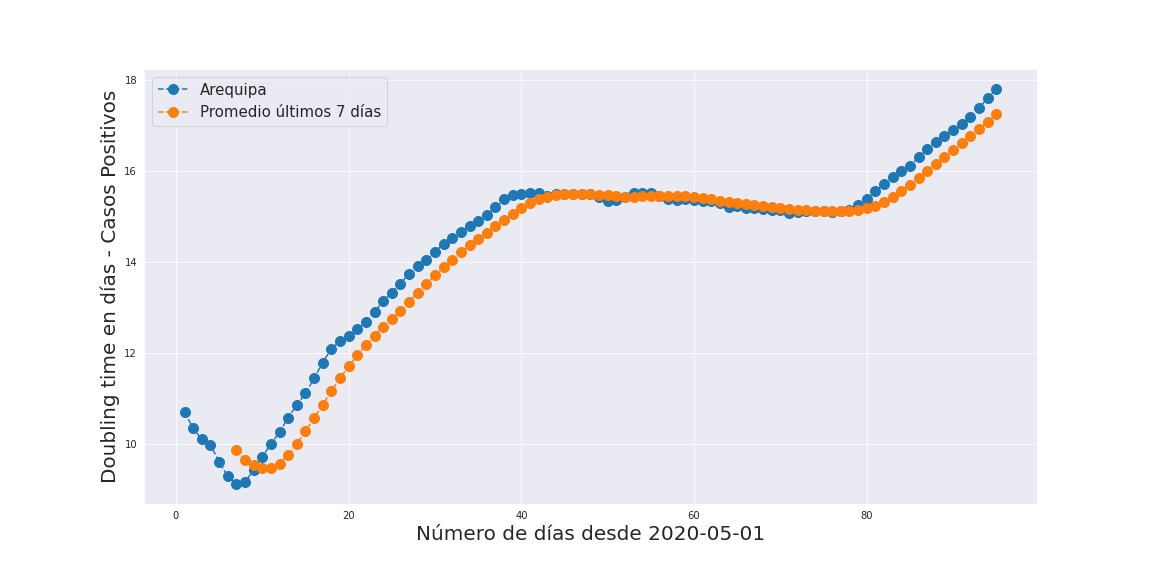 Arequipa
Promedio últimos 7 días
Doubling time en días - Casos Positivos
18
16
14
12
10
0 20 40 60 80
Número de días desde 2020-05-01